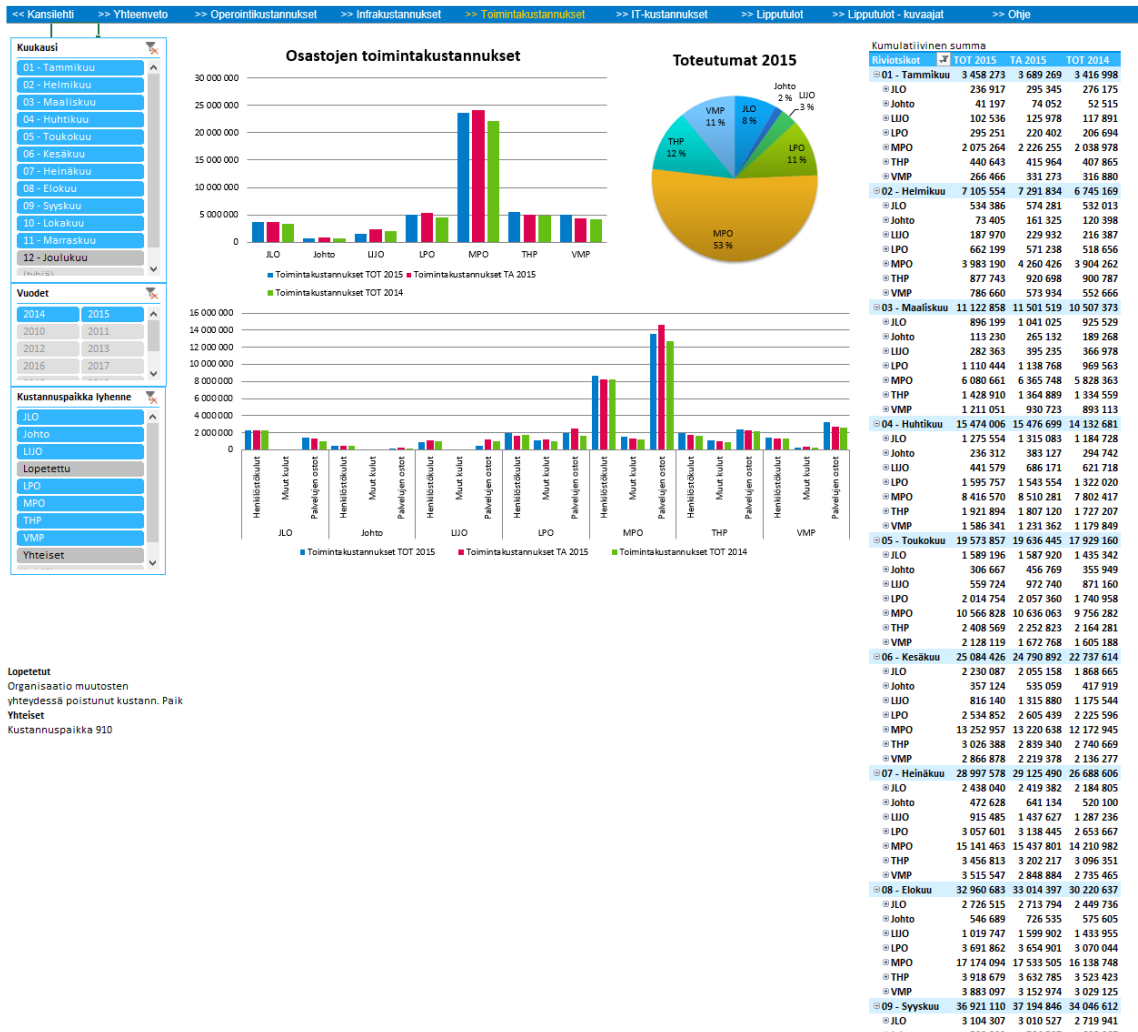 << Kansilehti >> Yhteenveto >> Operointikustannukset >> Infrakustannukset >> Toimintakustannukset >> IT-kustannukset >> Lipputulot >> Lipputulot - kuvaajat >> Ohje
Kuukausi
01 - Tammikuu
02 - Helmikuu
03 - Maaliskuu
04 - Huhtikuu
05 - Toukokuu
06 - Kesäkuu
07 - Heinäkuu
08 - Elokuu
09 - Syyskuu
10 - Lokakuu
11 - Marraskuu
12 - Joulukuu
Vuodet
2014 2015
2010 2011
2012 2013
2016 2017
Kustannuspaikka lyhenne
JLO
Johto
LIJO
Lopetettu
LPO
MPO
THP
VMP
Yhteiset
Lopetetut
Organisaatio muutosten
yhteydessä poistunut kustann. Paik
Yhteiset
Kustannuspaikka 910
Osastojen toimintakustannukset
30 000 000
25 000 000
20 000 000
15 000 000
10 000 000
5 000 000
0
JLO Johto LIJO LPO MPO THP VMP
Toimintakustannukset TOT 2015 Toimintakustannukset TA 2015
Toimintakustannukset TOT 2014
Toteutumat 2015
JLO
8 %
Johto
2 %
LIJO
3 %
LPO
11 %
MPO
53 %
THP
12 %
VMP
11 %
16 000 000
14 000 000
12 000 000
10 000 000
8 000 000
6 000 000
4 000 000
2 000 000
0
Henkilöstökulut Muut kulut Palvelujen ostot Henkilöstökulut Muut kulut Palvelujen ostot Henkilöstökulut Muut kulut Palvelujen ostot Henkilöstökulut Muut kulut Palvelujen ostot Henkilöstökulut Muut kulut Palvelujen ostot Henkilöstökulut Muut kulut Palvelujen ostot Henkilöstökulut Muut kulut Palvelujen ostot
JLO Johto LIJO LPO MPO THP VMP
Toimintakustannukset TOT 2015 Toimintakustannukset TA 2015 Toimintakustannukset TOT 2014
Kumulatiivinen summa
Riviotsikot TOT 2015 TA 2015 TOT 2014
01 - Tammikuu 3 458 273 3 689 269 3 416 998
JLO 236 917 295 345 276 175
Johto 41 197 74 052 52 515
LIJO 102 536 125 978 117 891
LPO 295 251 220 402 206 694
MPO 2 075 264 2 226 255 2 038 978
THP 440 643 415 964 407 865
VMP 266 466 331 273 316 880
02 - Helmikuu 7 105 554 7 291 834 6 745 169
JLO 534 386 574 281 532 013
Johto 73 405 161 325 120 398
LIJO 187 970 229 932 216 387
LPO 662 199 571 238 518 656
MPO 3 983 190 4 260 426 3 904 262
THP 877 743 920 698 900 787
VMP 786 660 573 934 552 666
03 - Maaliskuu 11 122 858 11 501 519 10 507 373
JLO 896 199 1 041 025 925 529
Johto 113 230 265 132 189 268
LIJO 282 363 395 235 366 978
LPO 1 110 444 1 138 768 969 563
MPO 6 080 661 6 365 748 5 828 363
THP 1 428 910 1 364 889 1 334 559
VMP 1 211 051 930 723 893 113
04 - Huhtikuu 15 474 006 15 476 699 14 132 681
JLO 1 275 554 1 315 083 1 184 728
Johto 236 312 383 127 294 742
LIJO 441 579 686 171 621 718
LPO 1 595 757 1 543 554 1 322 020
MPO 8 416 570 8 510 281 7 802 417
THP 1 921 894 1 807 120 1 727 207
VMP 1 586 341 1 231 362 1 179 849
05 - Toukokuu 19 573 857 19 636 445 17 929 160
JLO 1 589 196 1 587 920 1 435 342
Johto 306 667 456 769 355 949
LIJO 559 724 972 740 871 160
LPO 2 014 754 2 057 360 1 740 958
MPO 10 566 828 10 636 063 9 756 282
THP 2 408 569 2 252 823 2 164 281
VMP 2 128 119 1 672 768 1 605 188
06 - Kesäkuu 25 084 426 24 790 892 22 737 614
JLO 2 230 087 2 055 158 1 868 665
Johto 357 124 535 059 417 919
LIJO 816 140 1 315 880 1 175 544
LPO 2 534 852 2 605 439 2 225 596
MPO 13 252 957 13 220 638 12 172 945
THP 3 026 388 2 839 340 2 740 669
VMP 2 866 878 2 219 378 2 136 277
07 - Heinäkuu 28 997 578 29 125 490 26 688 606
JLO 2 438 040 2 419 382 2 184 805
Johto 472 628 641 134 520 100
LIJO 915 485 1 437 627 1 287 236
LPO 3 057 601 3 138 445 2 653 667
MPO 15 141 463 15 437 801 14 210 982
THP 3 456 813 3 202 217 3 096 351
VMP 3 515 547 2 848 884 2 735 465
08 - Elokuu 32 960 683 33 014 397 30 220 637
JLO 2 726 515 2 713 794 2 449 736
Johto 546 689 726 535 575 605
LIJO 1 019 747 1 599 902 1 433 955
LPO 3 691 862 3 654 901 3 070 044
MPO 17 174 094 17 533 505 16 138 748
THP 3 918 679 3 632 785 3 523 423
VMP 3 883 097 3 152 974 3 029 125
09 - Syyskuu 36 921 110 37 194 846 34 046 612
JLO 3 104 307 3 010 527 2 719 941